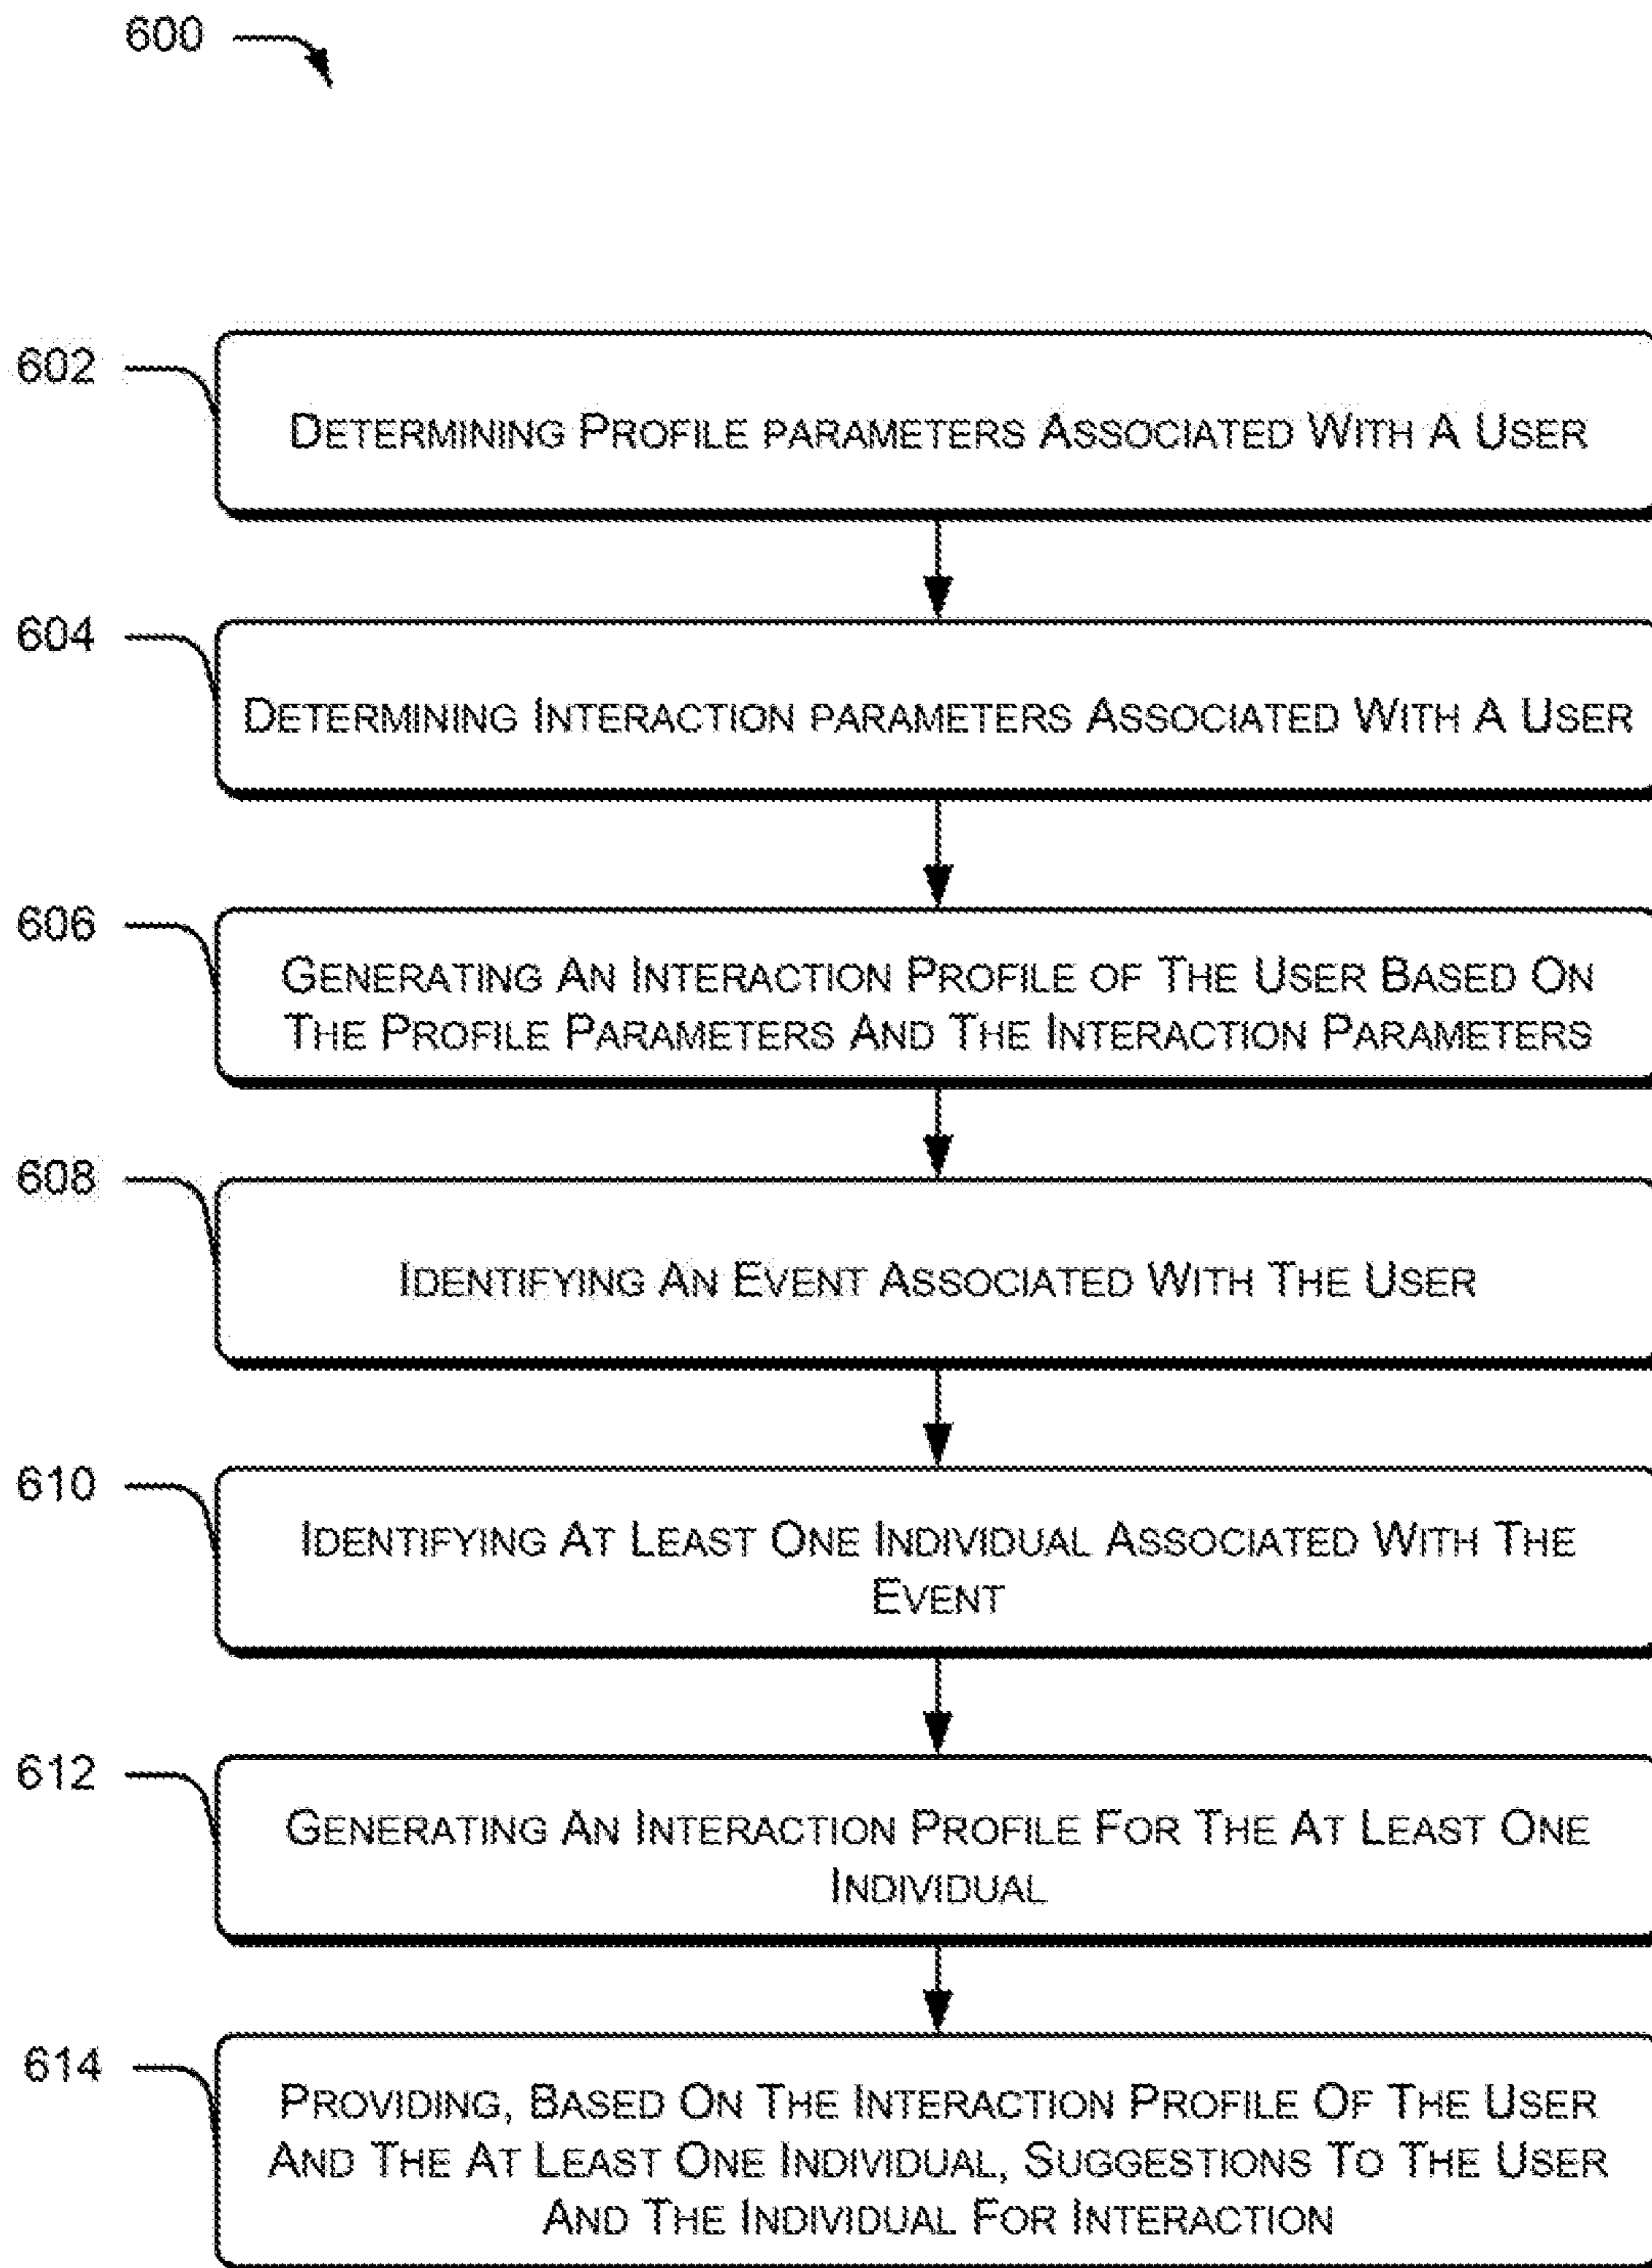 600
602
DETERMINING PROFILE PARAMETERS ASSOCIATED WITH A USER
604
DETERMINING INTERACTION PARAMETERS ASSOCIATED WITH A USER
606
GENERATING AN INTERACTION PROFILE OF THE USER BASED ON
THE PROFILE PARAMETERS AND THE INTERACTION PARAMETERS
608
IDENTIFYING AN EVENT ASSOCIATED WITH THE USER
610
IDENTIFYING AT LEAST ONE INDIVIDUAL ASSOCIATED WITH THE
EVENT
612
GENERATING AN INTERACTION PROFILE FOR THE AT LEAST ONE
INDIVIDUAL
614
PROVIDING, BASED ON THE INTERACTION PROFILE OF THE USER
AND THE AT LEAST ONE INDIVIDUAL, SUGGESTIONS TO THE USER
AND THE INDIVIDUAL FOR INTERACTION